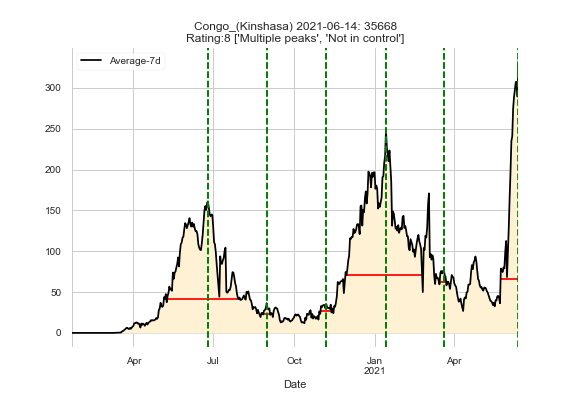 Congo_(Kinshasa) 2021-06-14: 35668
Rating:8 ['Multiple peaks', 'Not in control']
Average-7d
300
250
200
150
100
50
0
Apr
Jul
Oct
Jan
2021
Apr
Date